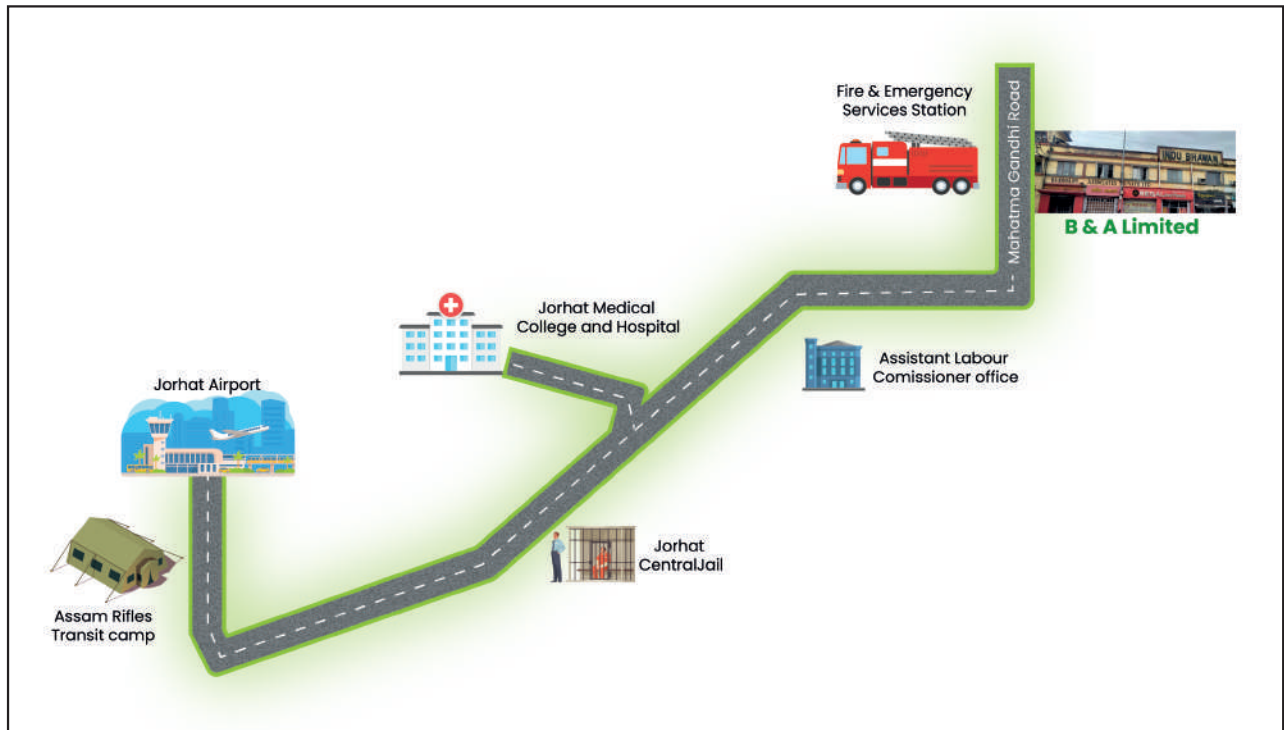 Fire & Emergency
Services Station
Mahatma Gandhi Road
INDU BHAWAN
B & A Limited
Jorhat Medical
College and Hospital
Assistant Labour
Comissioner office
Jorhat Airport
Jorhat
CentralJail
Assam Rifles
Transit camp